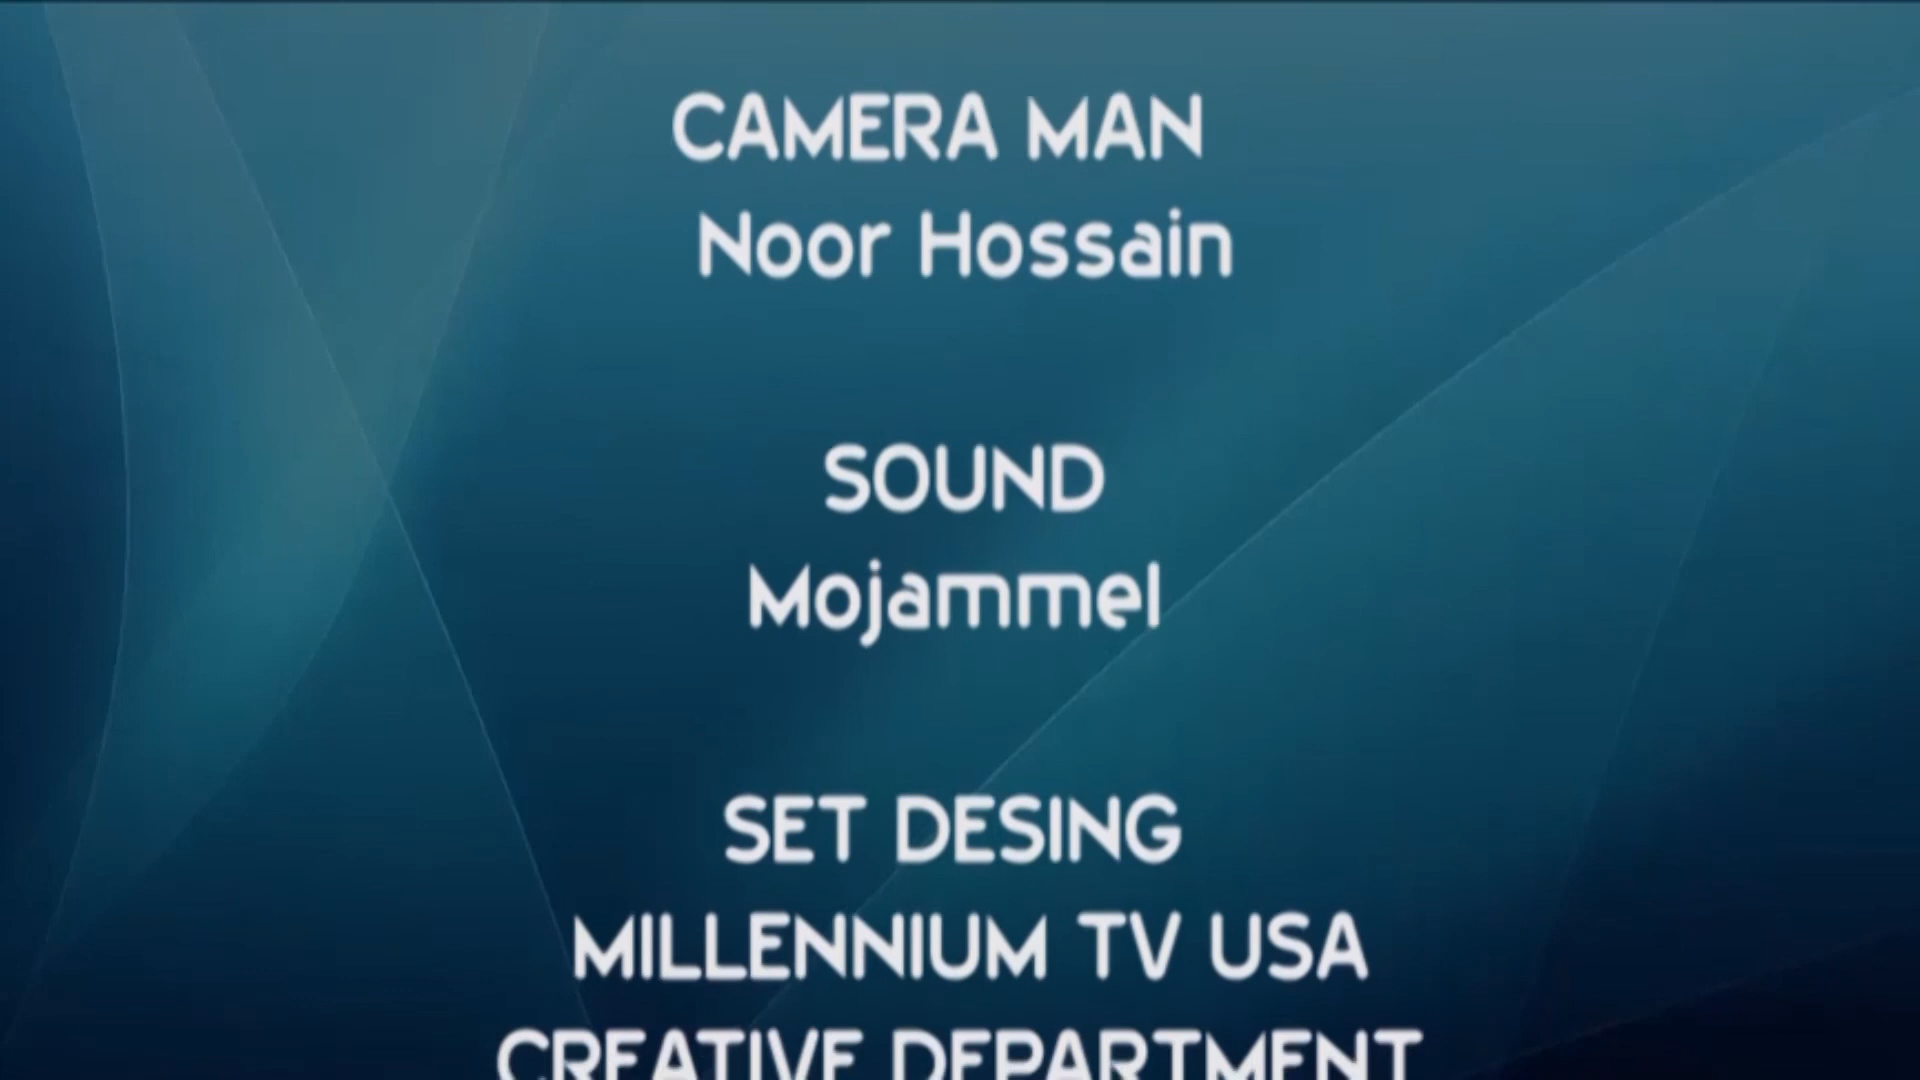 CAMERA MAN
Noor Hossain
SOUND
Mojammel
SET DESING
MILLENNIUM TV USA
CREATIVE DEPARTMENT